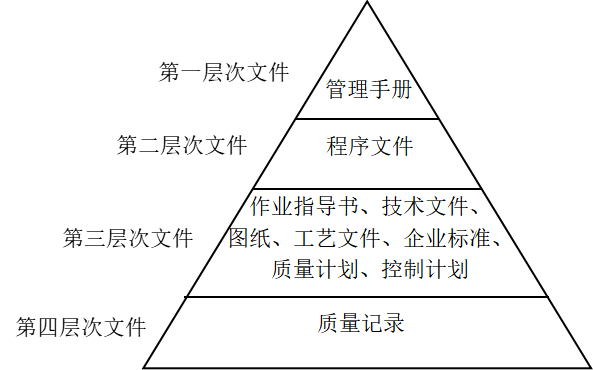 第一层次文件
管理手册
第二层次文件
程序文件
作业指导书、技术文件、
第三层次文件
图纸、工艺文件、企业标准、
质量计划、控制计划
第四层次文件
质量记录